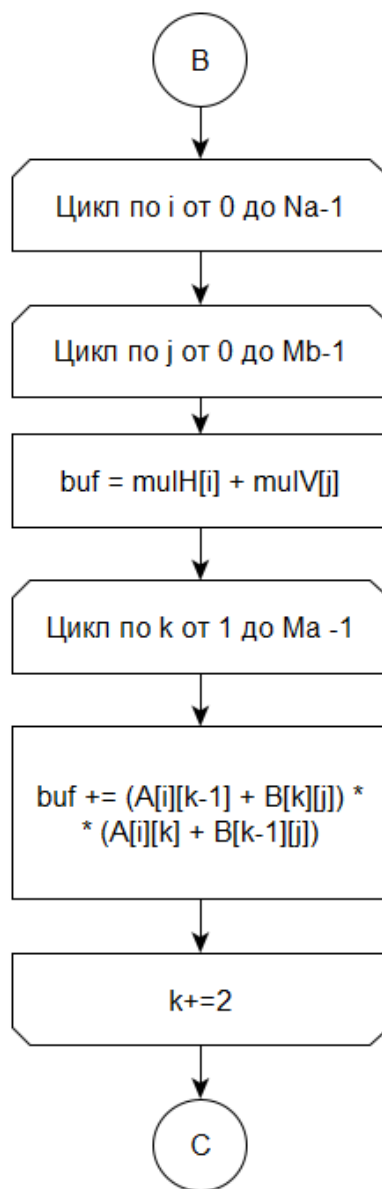 B
Цикл по i от 0 до Na-1
Цикл по j от 0 до Mb-1
buf = mulH[i] + mulV[j]
Цикл по k от 1 до Ma -1
buf += (A[i][k-1] + B[k][j]) *
* (A[i][k] + B[k-1][j])
k+=2
C